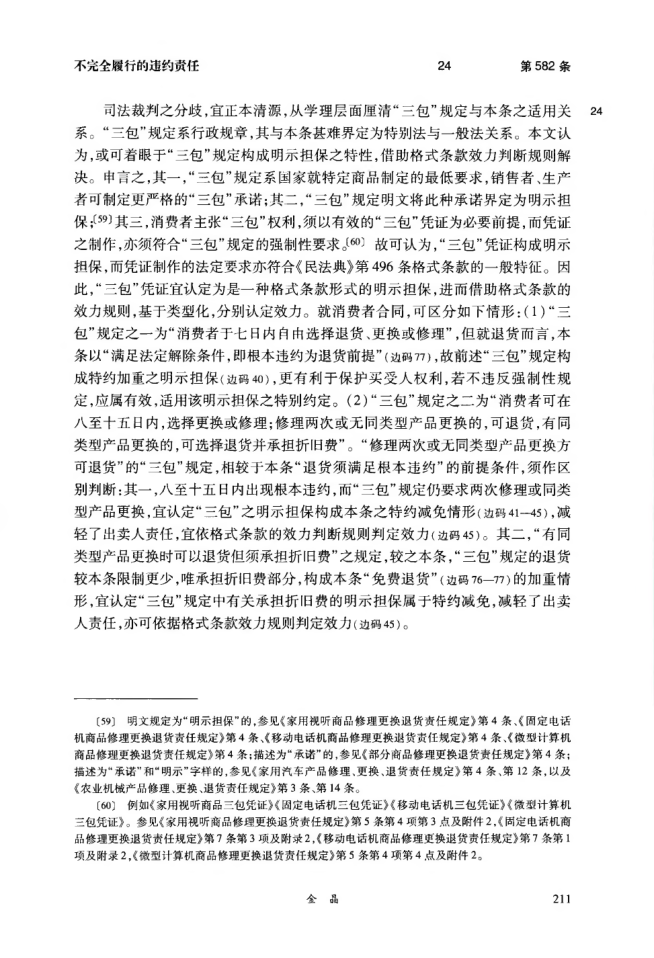 不完全履行的违约责任 24 第 582 条
司法裁判之分歧，宜正本清源，从学理层面厘清“三包”规定与本条之适用关 24
系。“三包”规定系行政规章，其与本条甚难界定为特别法与一般法关系。本文认
为，或可着眼于“三包”规定构成明示担保之特性，借助格式条款效力判断规则解
决。申言之，其一，“三包”规定系国家就特定商品制定的最低要求，销售者、生产
者可制定更严格的“三包”承诺；其二，“三包”规定明文将此种承诺界定为明示担
保；〔59〕其三，消费者主张“三包”权利，须以有效的“三包”凭证为必要前提，而凭证
之制作，亦须符合“三包”规定的强制性要求。〔60〕 故可认为，“三包”凭证构成明示
担保，而凭证制作的法定要求亦符合《民法典》第 496 条格式条款的一般特征。因
此，“三包”凭证宜认定为是一种格式条款形式的明示担保，进而借助格式条款的
效力规则，基于类型化，分别认定效力。就消费者合同，可区分如下情形：(1)“三
包”规定之一为“消费者于七日内自由选择退货、更换或修理”，但就退货而言，本
条以“满足法定解除条件，即根本违约为退货前提”(边码 77)，故前述“三包”规定构
成特约加重之明示担保(边码 40)，更有利于保护买受人权利，若不违反强制性规
定，应属有效，适用该明示担保之特别约定。(2)“三包”规定之二为“消费者可在
八至十五日内，选择更换或修理；修理两次或无同类型产品更换的，可退货，有同
类型产品更换的，可选择退货并承担折旧费”。“修理两次或无同类型产品更换方
可退货”的“三包”规定，相较于本条“退货须满足根本违约”的前提条件，须作区
别判断：其一，八至十五日内出现根本违约，而“三包”规定仍要求两次修理或同类
型产品更换，宜认定“三包”之明示担保构成本条之特约减免情形(边码 41—45)，减
轻了出卖人责任，宜依格式条款的效力判断规则判定效力(边码 45)。其二，“有同
类型产品更换时可以退货但须承担折旧费”之规定，较之本条，“三包”规定的退货
较本条限制更少，唯承担折旧费部分，构成本条“免费退货”(边码 76—77)的加重情
形，宜认定“三包”规定中有关承担折旧费的明示担保属于特约减免，减轻了出卖
人责任，亦可依据格式条款效力规则判定效力(边码 45)。
〔59〕 明文规定为“明示担保”的，参见《家用视听商品修理更换退货责任规定》第 4 条、《固定电话
机商品修理更换退货责任规定》第 4 条、《移动电话机商品修理更换退货责任规定》第 4 条、《微型计算机
商品修理更换退货责任规定》第 4 条；描述为“承诺”的，参见《部分商品修理更换退货责任规定》第 4 条；
描述为“承诺”和“明示”字样的，参见《家用汽车产品修理、更换、退货责任规定》第 4 条、第 12 条，以及
《农业机械产品修理、更换、退货责任规定》第 3 条、第 14 条。
〔60〕 例如《家用视听商品三包凭证》《固定电话机三包凭证》《移动电话机三包凭证》《微型计算机
三包凭证》。参见《家用视听商品修理更换退货责任规定》第 5 条第 4 项第 3 点及附件 2，《固定电话机商
品修理更换退货责任规定》第 7 条第 3 项及附录 2，《移动电话机商品修理更换退货责任规定》第 7 条第 1
项及附录 2，《微型计算机商品修理更换退货责任规定》第 5 条第 4 项第 4 点及附件 2。
金 晶 211